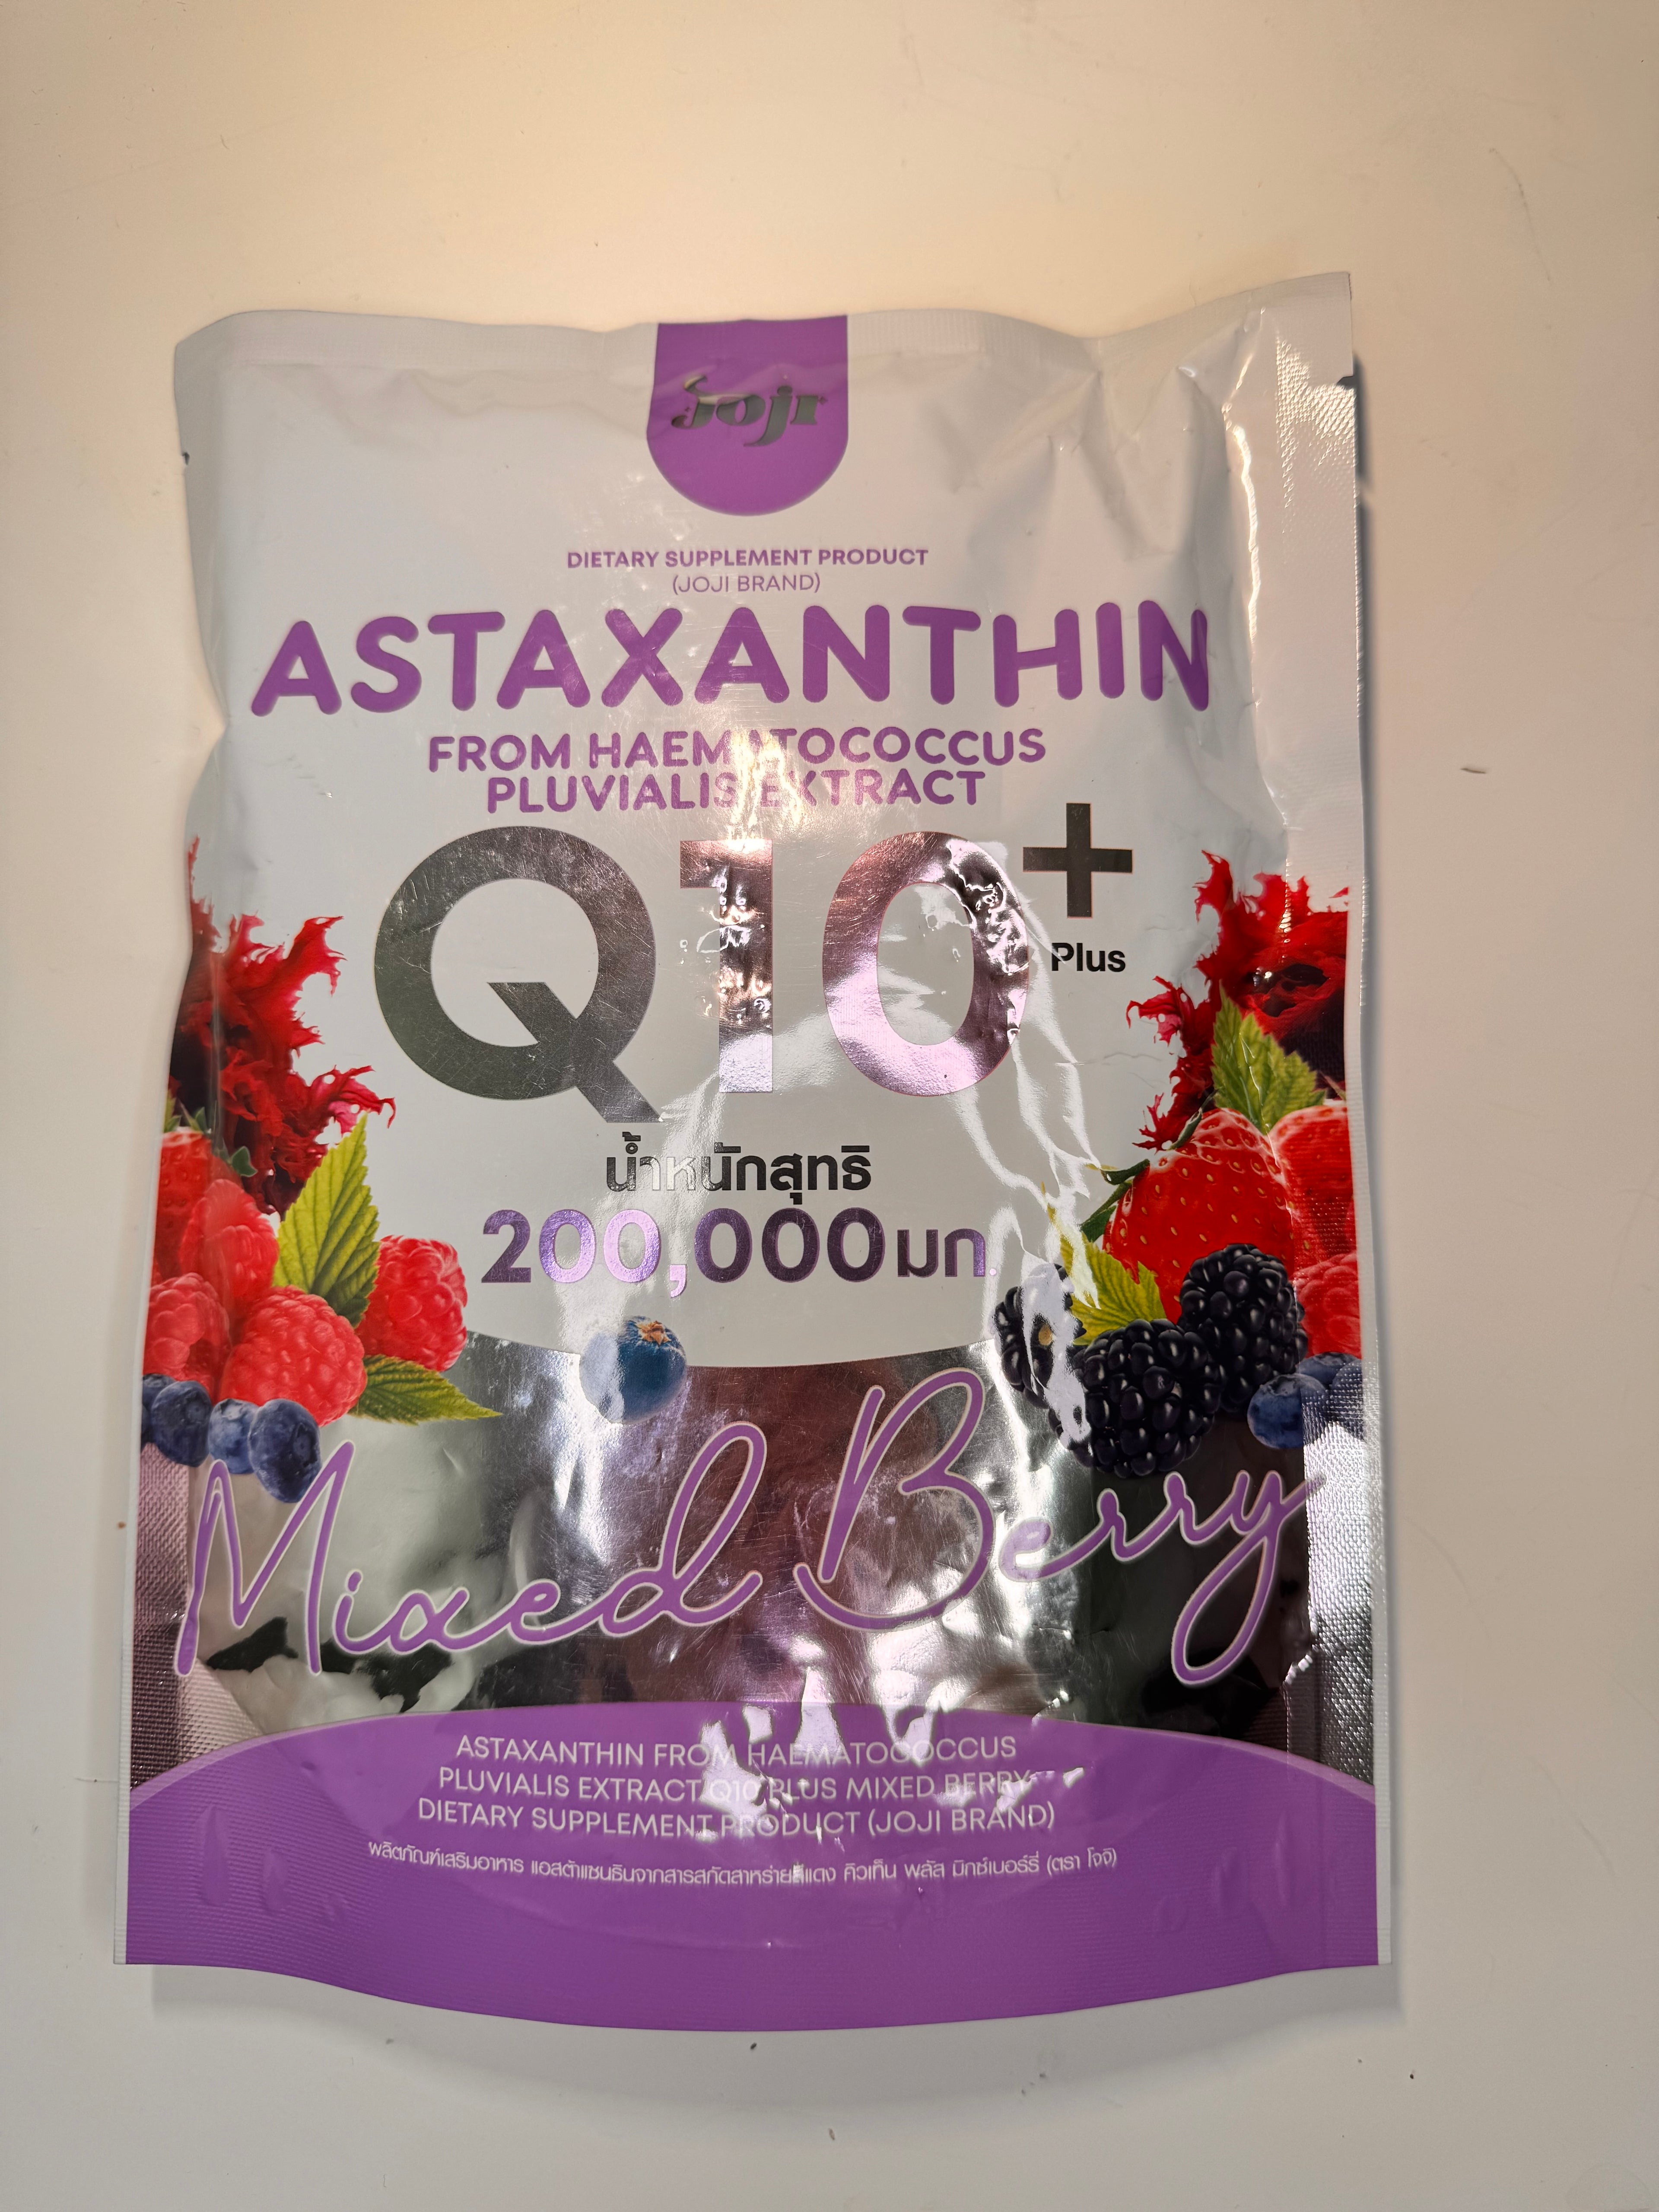 Joji
DIETARY SUPPLEMENT PRODUCT
(JOJI BRAND)
ASTAXANTHIN
FROM HAEMATOCOCCUS
PLUVIALIS EXTRACT
Q10+
Plus
น้ำหนักสุทธิ
200,000 มก.
Mixed Berry
ASTAXANTHIN FROM HAEMATOCOCCUS
PLUVIALIS EXTRACT Q10 PLUS MIXED BERRY
DIETARY SUPPLEMENT PRODUCT (JOJI BRAND)
ผลิตภัณฑ์เสริมอาหาร แอสต้าแซนธินจากสารสกัดสาหร่ายสีแดง คิวเท็น พลัส มิกซ์เบอร์รี่ (ตรา โจจิ)